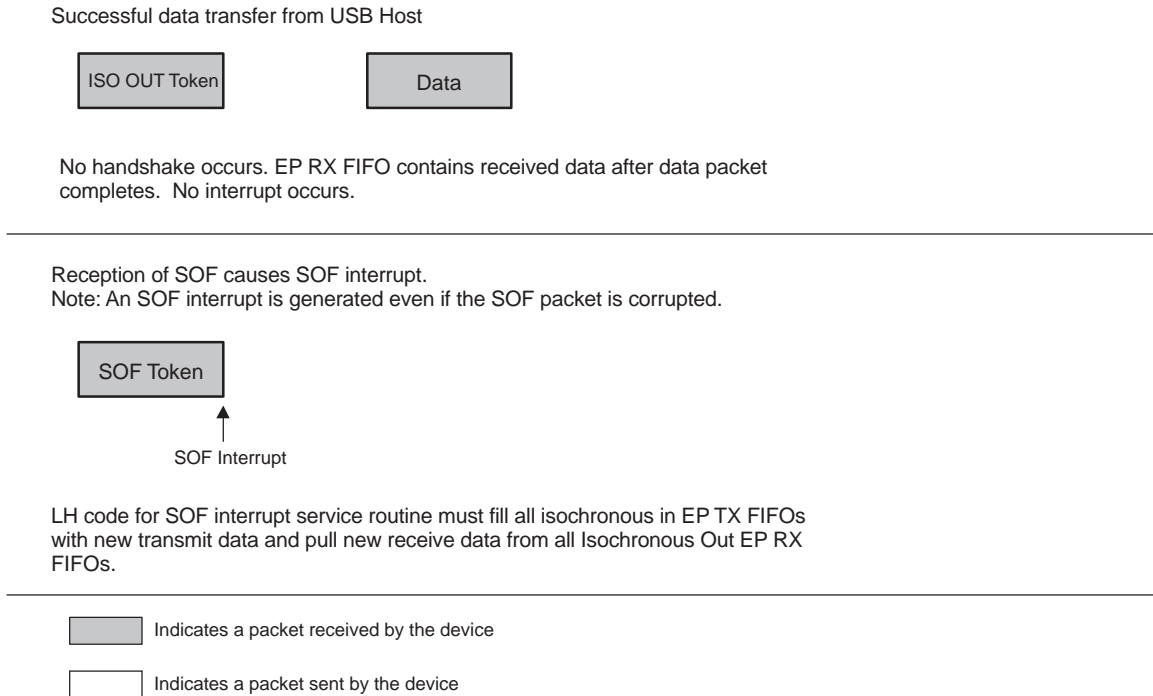 Successful data transfer from USB Host
ISO OUT Token
Data
No handshake occurs. EP RX FIFO contains received data after data packet
completes. No interrupt occurs.
Reception of SOF causes SOF interrupt.
Note: An SOF interrupt is generated even if the SOF packet is corrupted.
SOF Token
SOF Interrupt
LH code for SOF interrupt service routine must fill all isochronous in EP TX FIFOs
with new transmit data and pull new receive data from all Isochronous Out EP RX
FIFOs.
Indicates a packet received by the device
Indicates a packet sent by the device